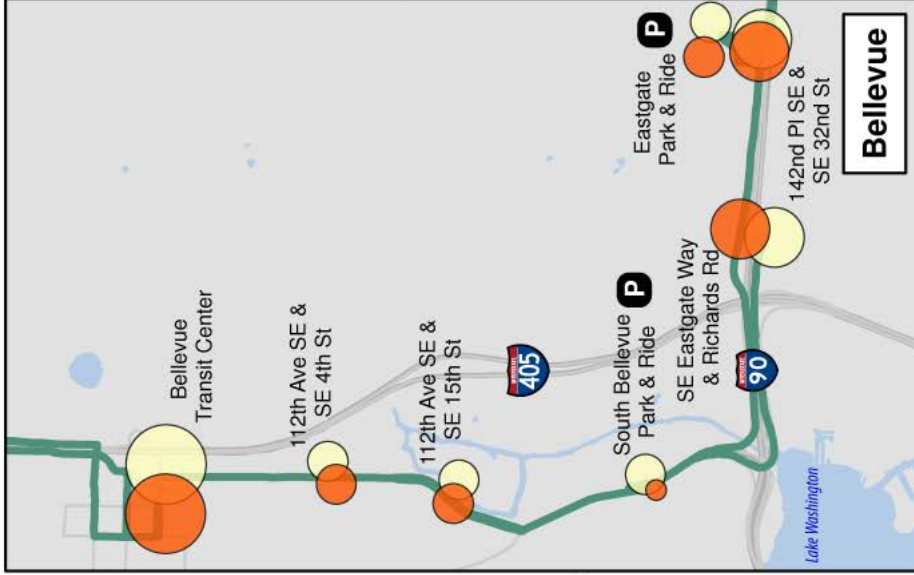 Bellevue
Transit Center
112th Ave SE &
SE 4th St
112th Ave SE &
SE 15th St
405
South Bellevue
Park & Ride
P
SE Eastgate Way
& Richards Rd
90
Eastgate
Park & Ride
P
142nd Pl SE &
SE 32nd St
Lake Washington
Bellevue